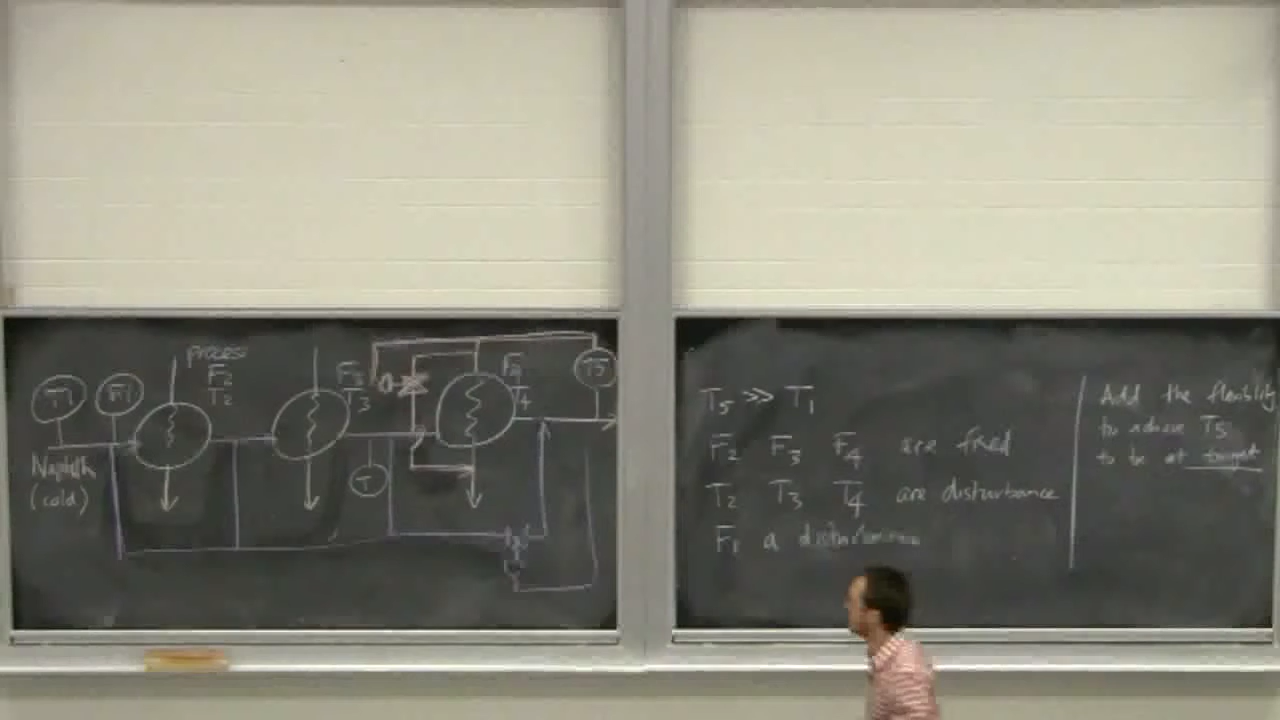 T1
F1
process
F2
T2
F3
T3
F4
T4
T5
Naphtha
(cold)
T
T5 >> T1
F2 F3 F4 are fixed
T2 T3 T4 are disturbance
F1 a disturbance
Add the flexibility
to achieve T5
to be at target